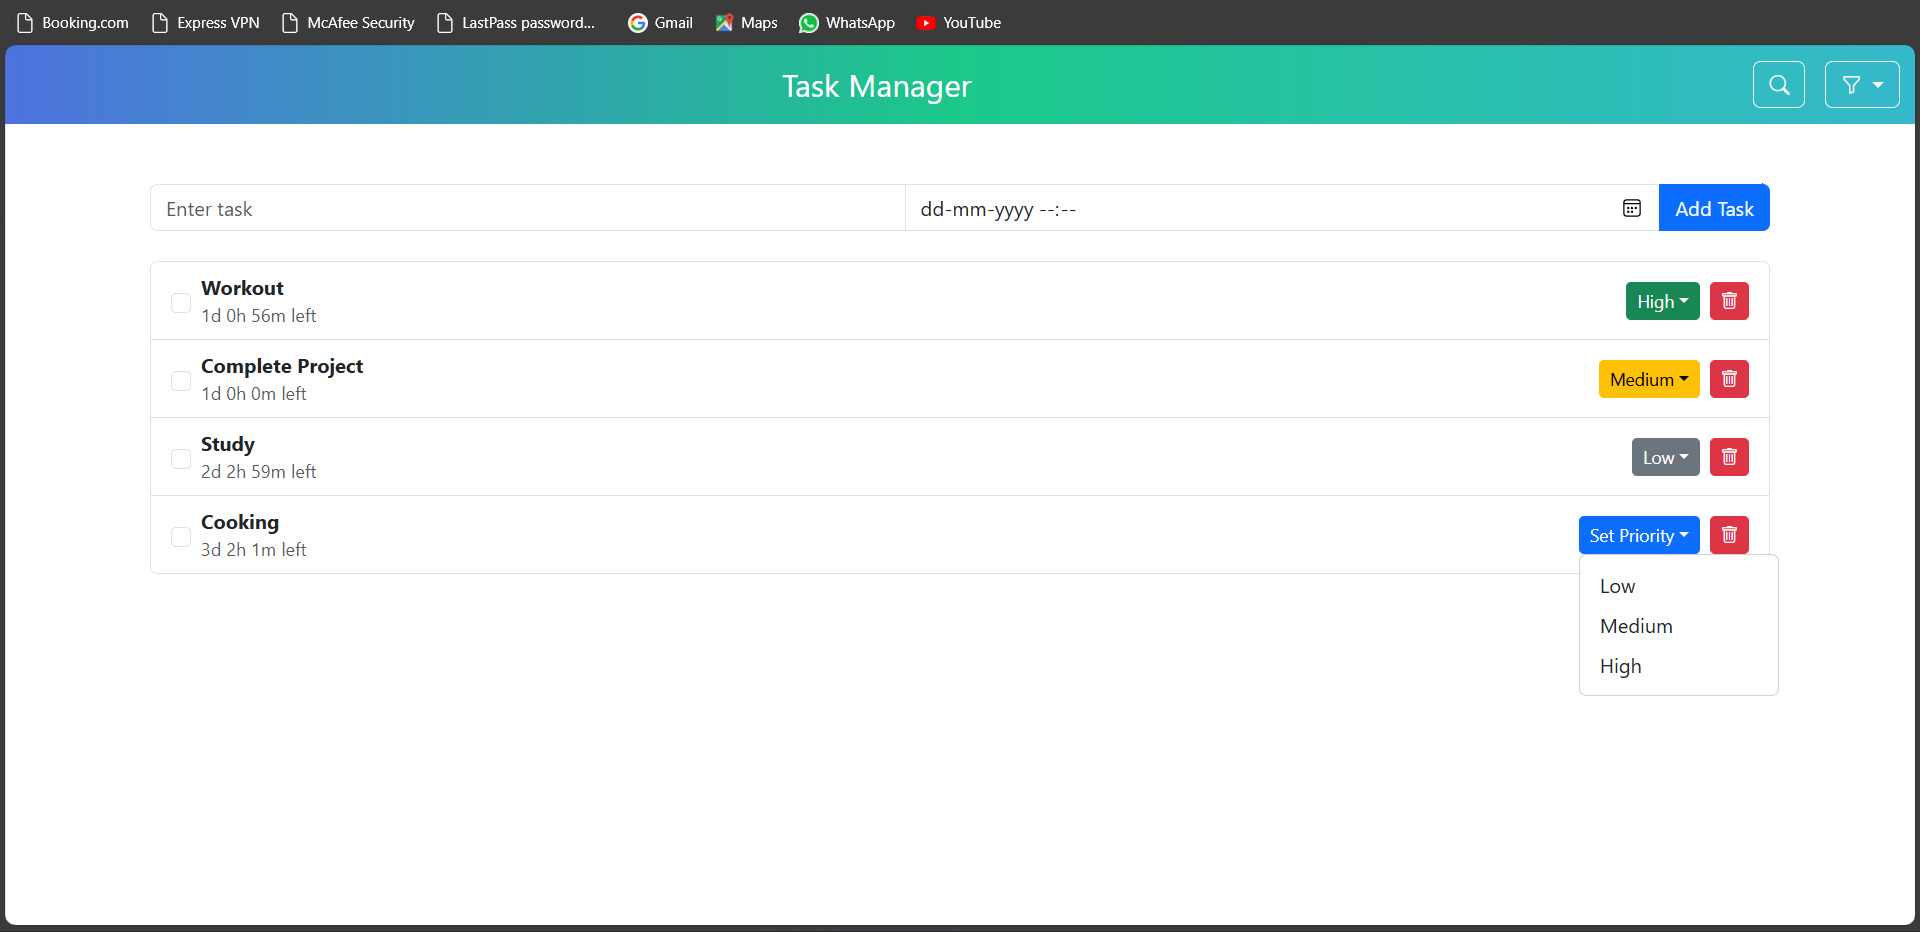 Booking.com Express VPN McAfee Security LastPass password... Gmail Maps WhatsApp YouTube
Task Manager
Enter task dd-mm-yyyy --:-- Add Task
Workout
1d 0h 56m left
High
Complete Project
1d 0h 0m left
Medium
Study
2d 2h 59m left
Low
Cooking
3d 2h 1m left
Set Priority
Low
Medium
High